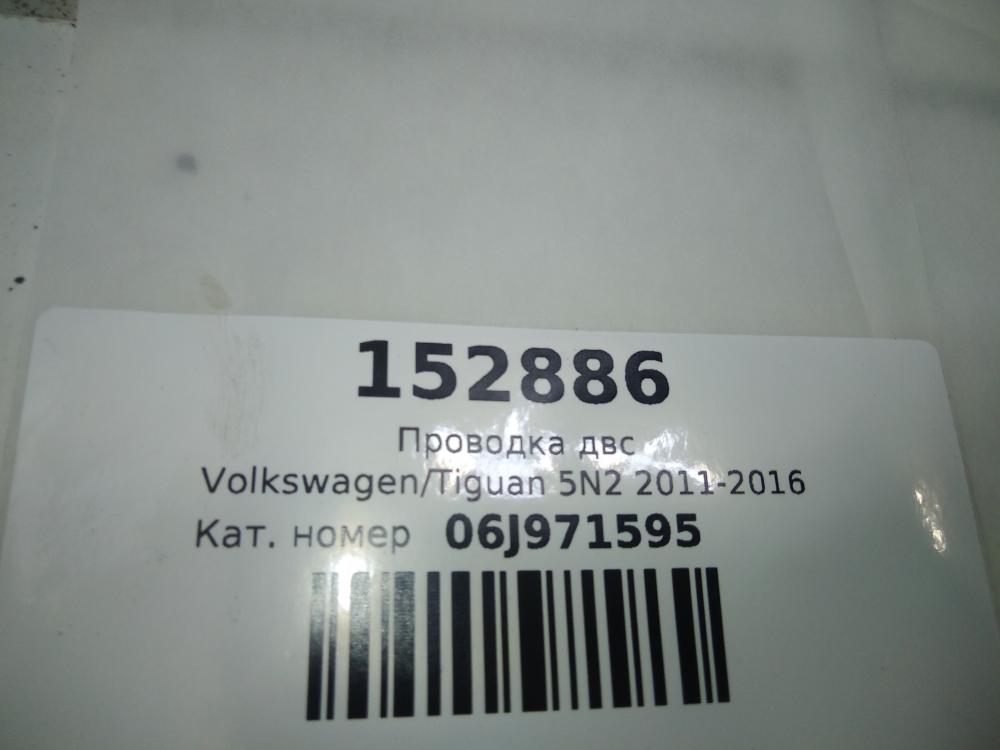 152886
Проводка двс
Volkswagen/Tiguan 5N2 2011-2016
Кат. номер 06J971595